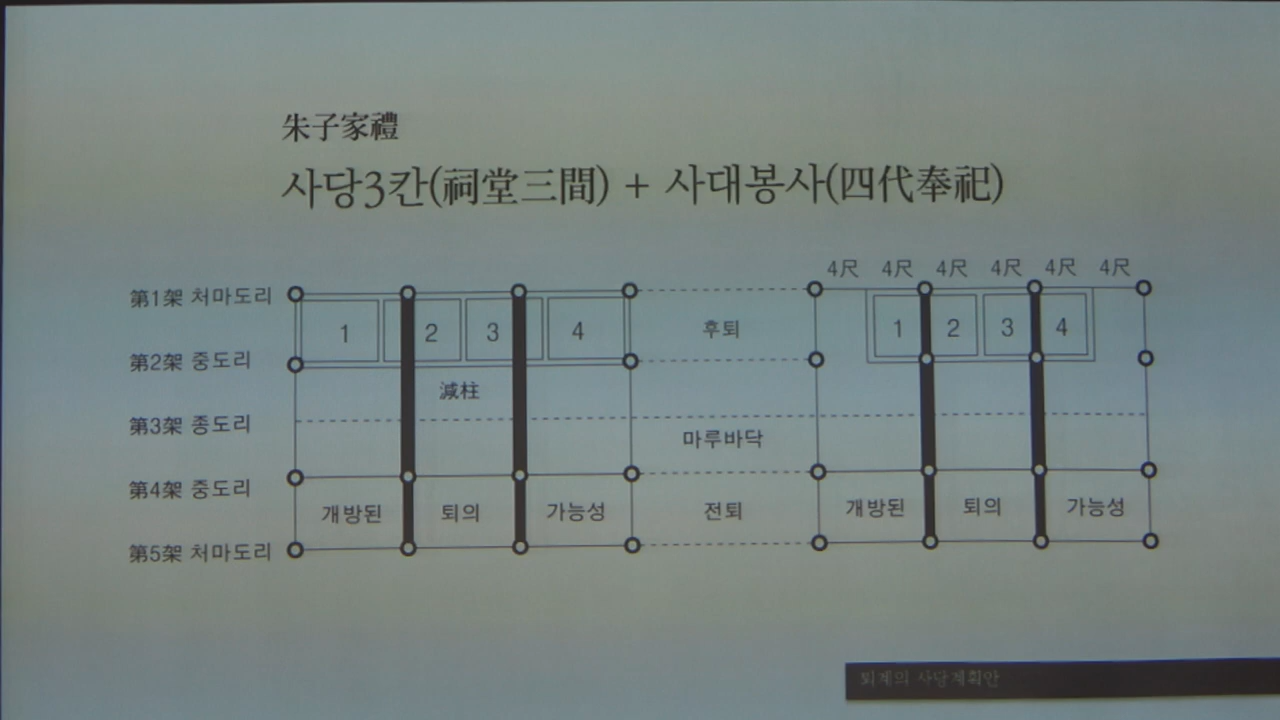 朱子家禮
사당3칸(祠堂三間) + 사대봉사(四代奉祀)
4尺 4尺 4尺 4尺 4尺 4尺
第1架 처마도리
1 2 3 4 후퇴 1 2 3 4
第2架 중도리
減柱
第3架 종도리
마루바닥
第4架 중도리
개방된 퇴의 가능성 전퇴 개방된 퇴의 가능성
第5架 처마도리
퇴계의 사당계획안